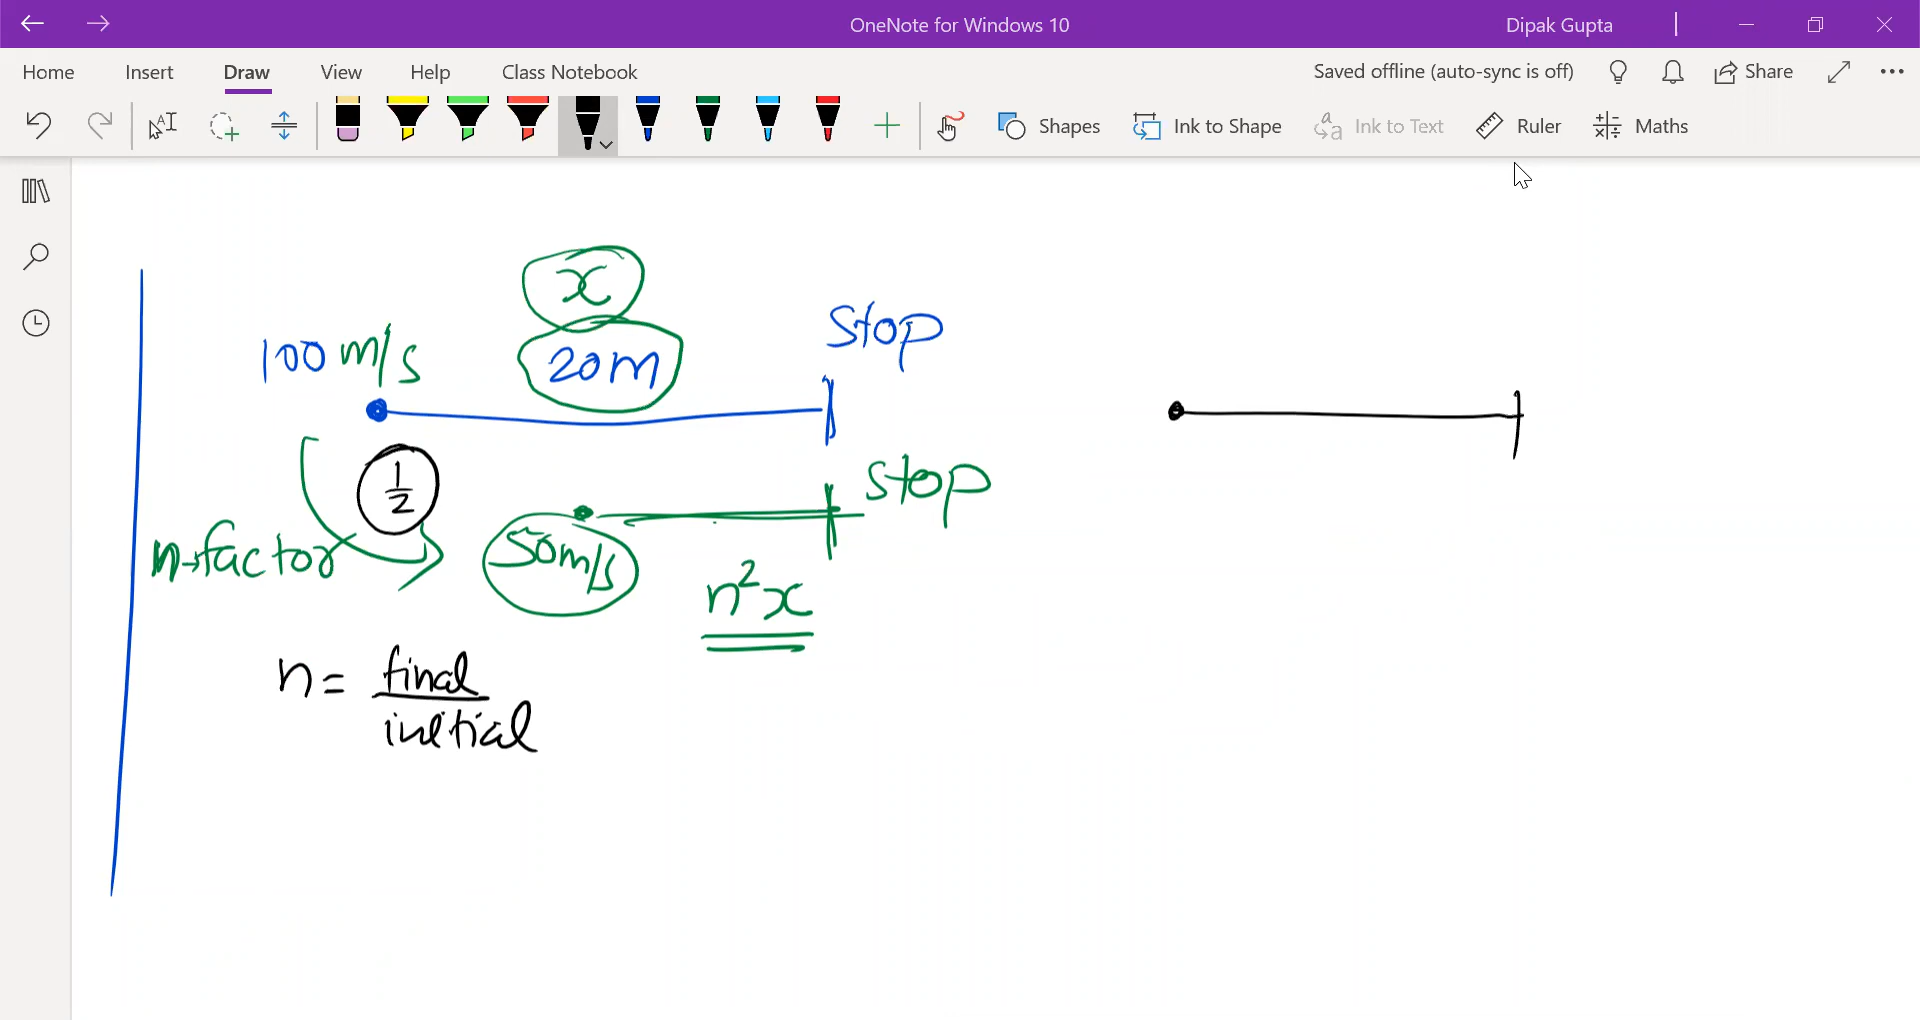 OneNote for Windows 10
Dipak Gupta
Home Insert Draw View Help Class Notebook
Saved offline (auto-sync is off) Share
Shapes Ink to Shape Ink to Text Ruler Maths
x
100 m/s 20m Stop
1/2
Stop
n→factor 50m/s
n²x
n = final/initial